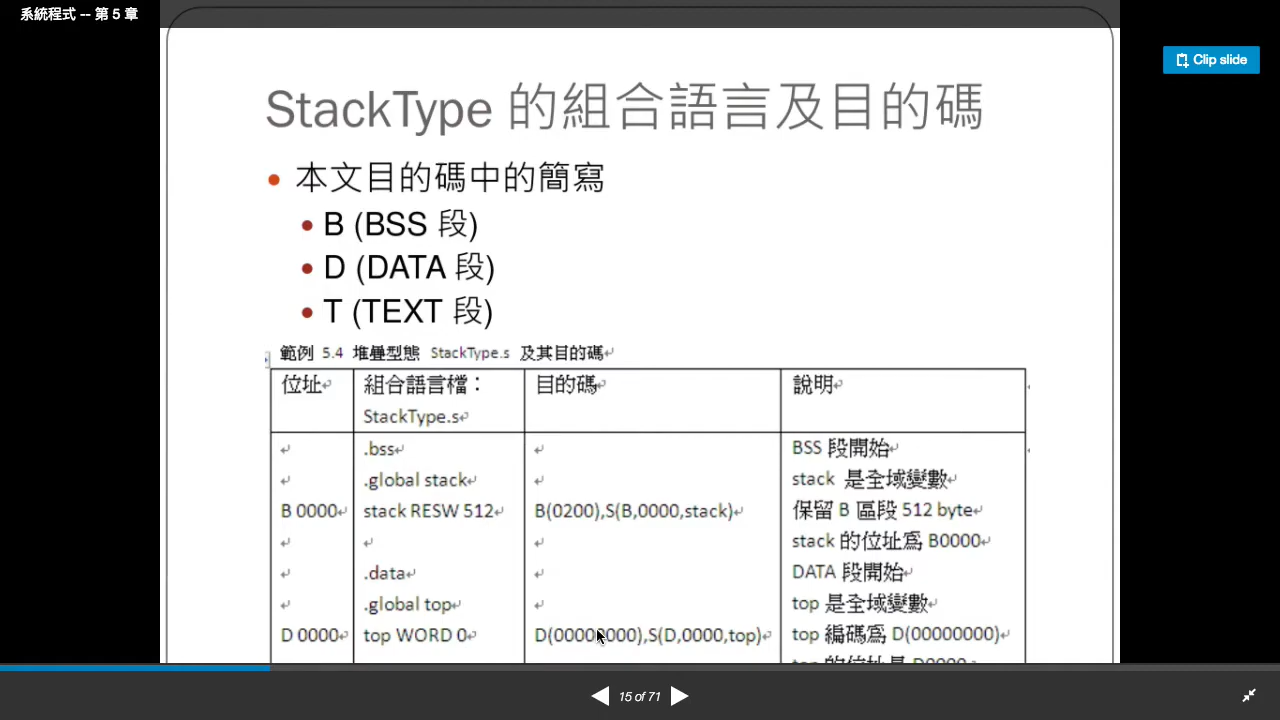 系統程式 -- 第 5 章
Clip slide
StackType 的組合語言及目的碼
本文目的碼中的簡寫
B (BSS 段)
D (DATA 段)
T (TEXT 段)
範例 5.4 堆疊型態 StackType.s 及其目的碼
位址 組合語言檔： 目的碼 說明
StackType.s
.bss BSS 段開始
.global stack stack 是全域變數
B 0000 stack RESW 512 B(0200),S(B,0000,stack) 保留 B 區段 512 byte
stack 的位址為 B0000
.data DATA 段開始
.global top top 是全域變數
D 0000 top WORD 0 D(00000000),S(D,0000,top) top 編碼為 D(00000000)
top 的位址是 D0000
15 of 71